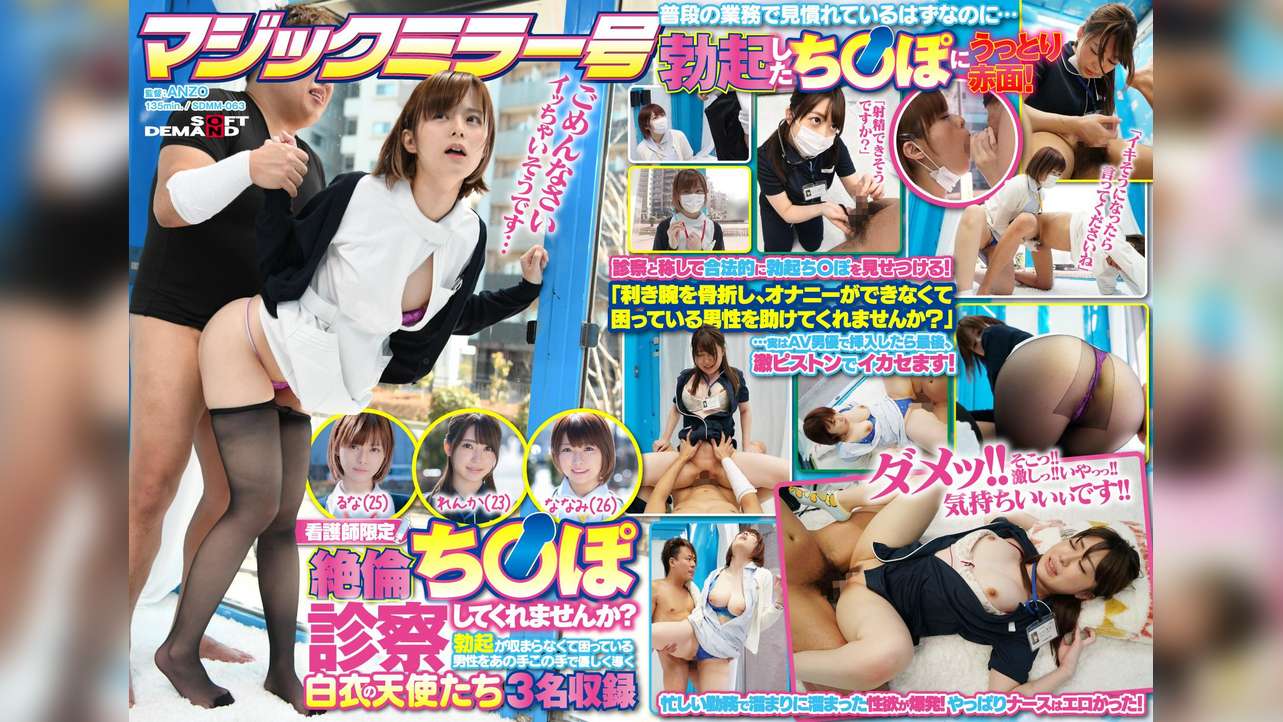 マジックミラー号
監督:ANZO
135min. / SDMM-063
SOFT ON DEMAND
ごめんなさい
イッちゃいそうです…
るな(25)
れんか(23)
ななみ(26)
看護師限定
絶倫ち○ぽ
診察してくれませんか?
勃起が収まらなくて困っている
男性をあの手この手で優しく導く
白衣の天使たち 3名収録
普段の業務で見慣れているはずなのに…
勃起したち○ぽにうっとり赤面!
「射精できそうですか?」
「イキそうになったら言ってくださいね」
診察と称して合法的に勃起ち○ぽを見せつける!
「利き腕を骨折し、オナニーができなくて
困っている男性を助けてくれませんか?」
…実はAV男優で挿入したら最後、
激ピストンでイカセます!
ダーメッ!!そこっ!!激しっ!!いやっっ!!
気持ちいいいです!!
忙しい勤務で溜まりに溜まった性欲が爆発!やっぱりナースはエロかった!